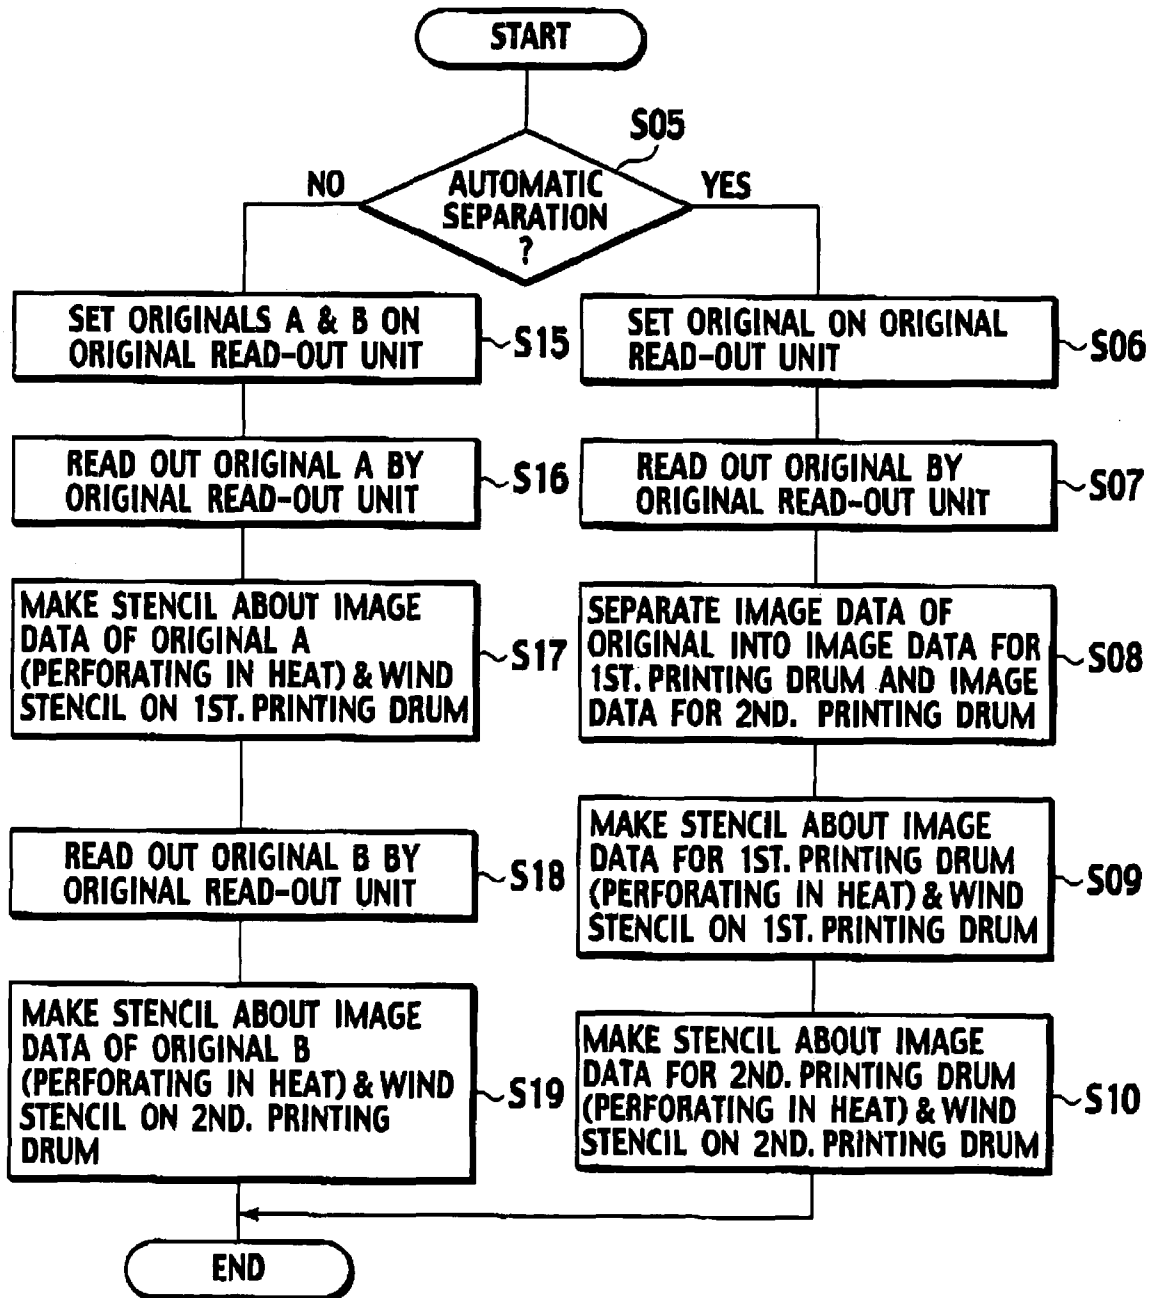 START
S05
NO
YES
AUTOMATIC
SEPARATION
?
SET ORIGINALS A & B ON
ORIGINAL READ-OUT UNIT
S15
READ OUT ORIGINAL A BY
ORIGINAL READ-OUT UNIT
S16
MAKE STENCIL ABOUT IMAGE
DATA OF ORIGINAL A
(PERFORATING IN HEAT) & WIND
STENCIL ON 1ST. PRINTING DRUM
S17
READ OUT ORIGINAL B BY
ORIGINAL READ-OUT UNIT
S18
MAKE STENCIL ABOUT IMAGE
DATA OF ORIGINAL B
(PERFORATING IN HEAT) & WIND
STENCIL ON 2ND. PRINTING
DRUM
S19
SET ORIGINAL ON ORIGINAL
READ-OUT UNIT
S06
READ OUT ORIGINAL BY
ORIGINAL READ-OUT UNIT
S07
SEPARATE IMAGE DATA OF
ORIGINAL INTO IMAGE DATA FOR
1ST. PRINTING DRUM AND IMAGE
DATA FOR 2ND. PRINTING DRUM
S08
MAKE STENCIL ABOUT IMAGE
DATA FOR 1ST. PRINTING DRUM
(PERFORATING IN HEAT) & WIND
STENCIL ON 1ST. PRINTING DRUM
S09
MAKE STENCIL ABOUT IMAGE
DATA FOR 2ND. PRINTING DRUM
(PERFORATING IN HEAT) & WIND
STENCIL ON 2ND. PRINTING DRUM
S10
END